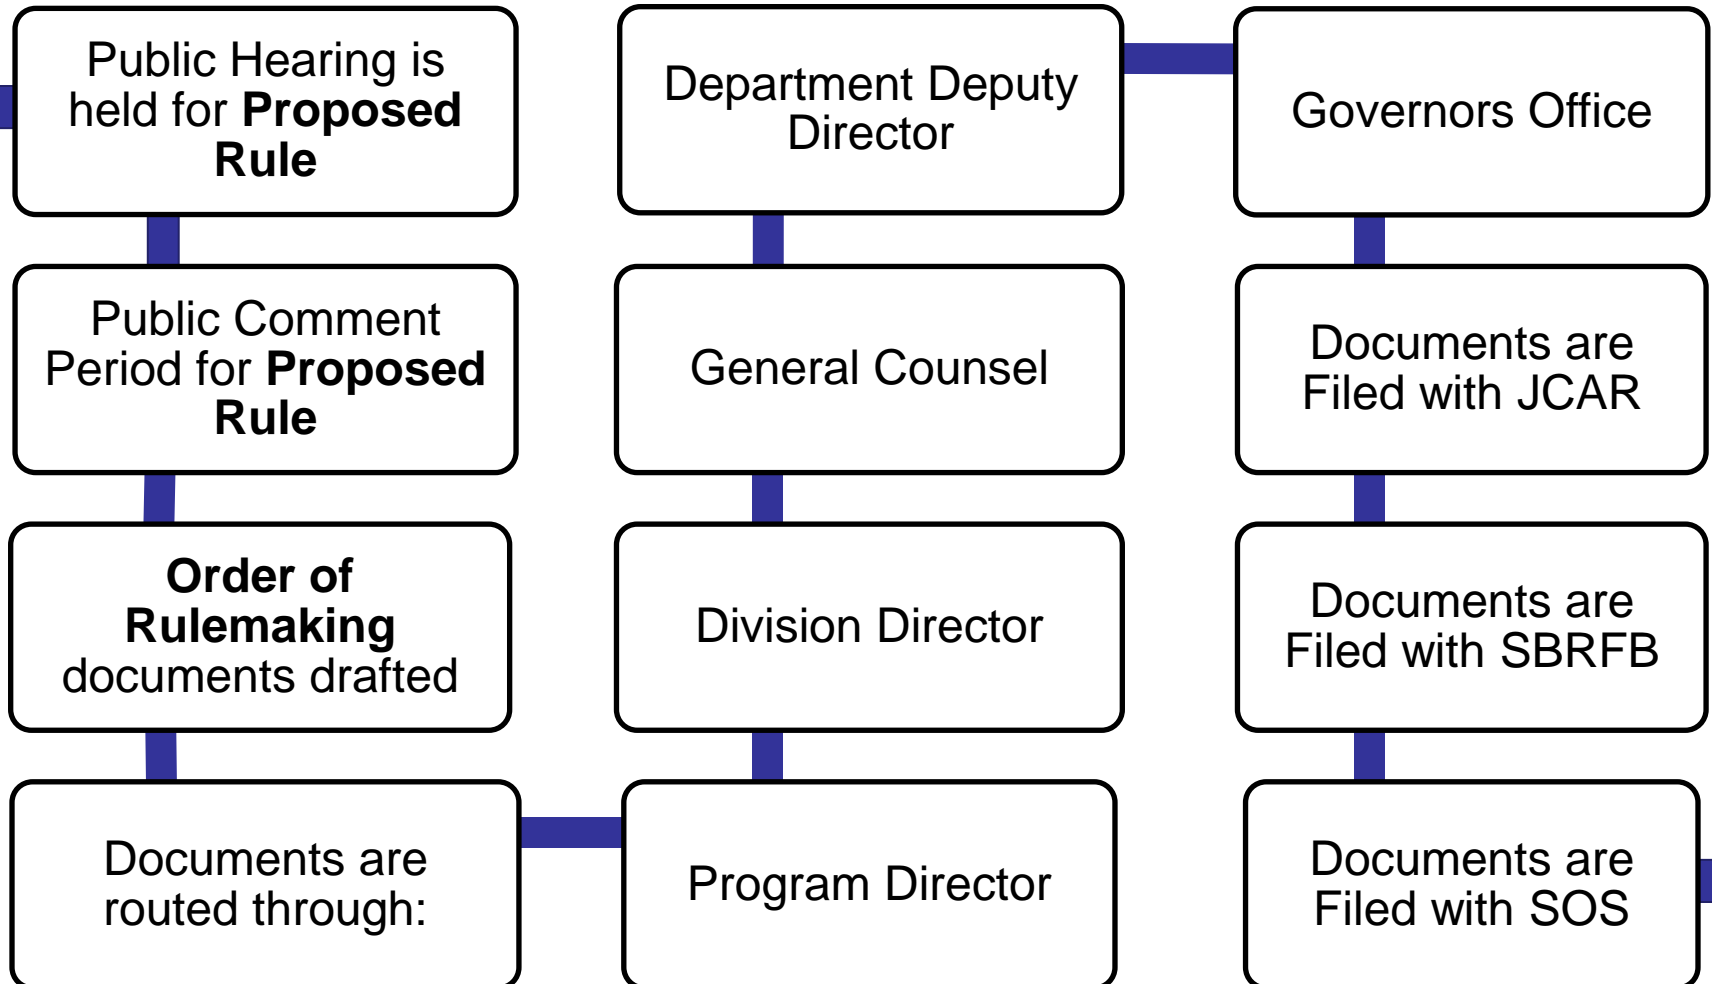 Public Hearing is
held for Proposed
Rule
Public Comment
Period for Proposed
Rule
Order of
Rulemaking
documents drafted
Documents are
routed through:
Program Director
Division Director
General Counsel
Department Deputy
Director
Governors Office
Documents are
Filed with JCAR
Documents are
Filed with SBRFB
Documents are
Filed with SOS